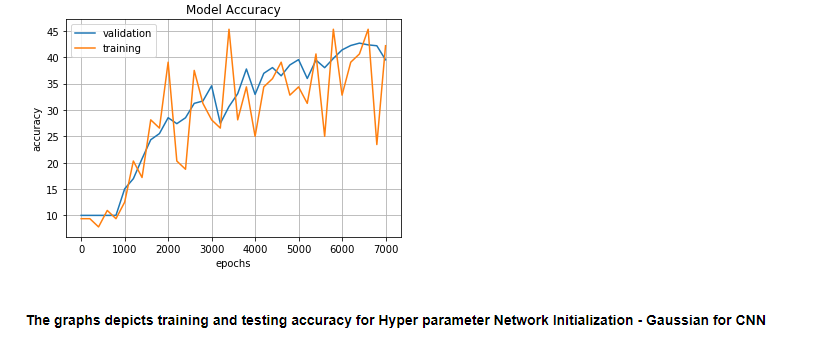 Model Accuracy
validation
training
45
40
35
30
25
20
15
10
accuracy
0 1000 2000 3000 4000 5000 6000 7000
epochs
The graphs depicts training and testing accuracy for Hyper parameter Network Initialization - Gaussian for CNN